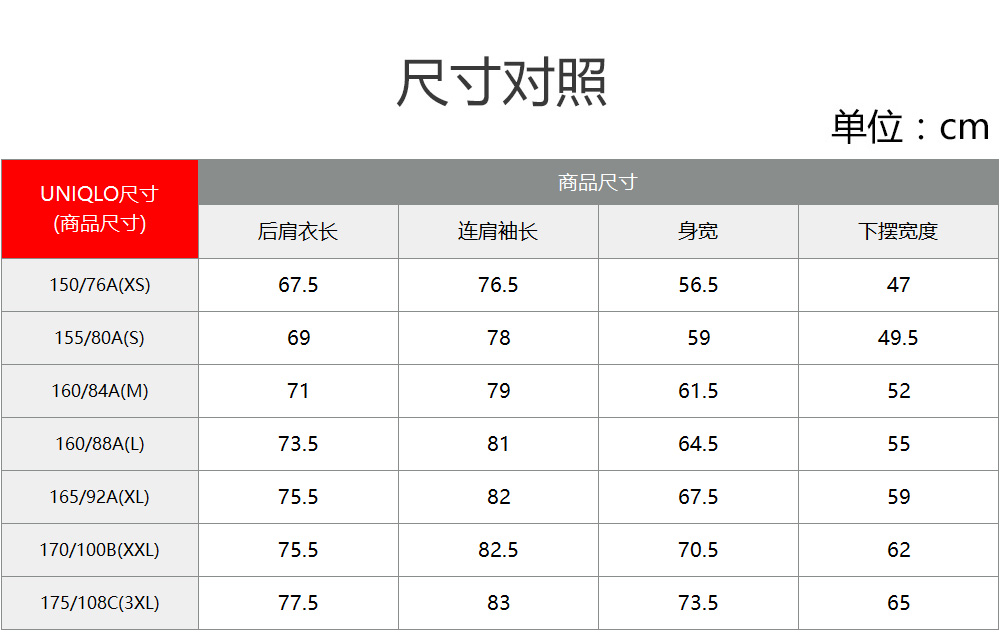 尺寸对照
单位：cm
UNIQLO尺寸
(商品尺寸)
商品尺寸
后肩衣长 连肩袖长 身宽 下摆宽度
150/76A(XS) 67.5 76.5 56.5 47
155/80A(S) 69 78 59 49.5
160/84A(M) 71 79 61.5 52
160/88A(L) 73.5 81 64.5 55
165/92A(XL) 75.5 82 67.5 59
170/100B(XXL) 75.5 82.5 70.5 62
175/108C(3XL) 77.5 83 73.5 65